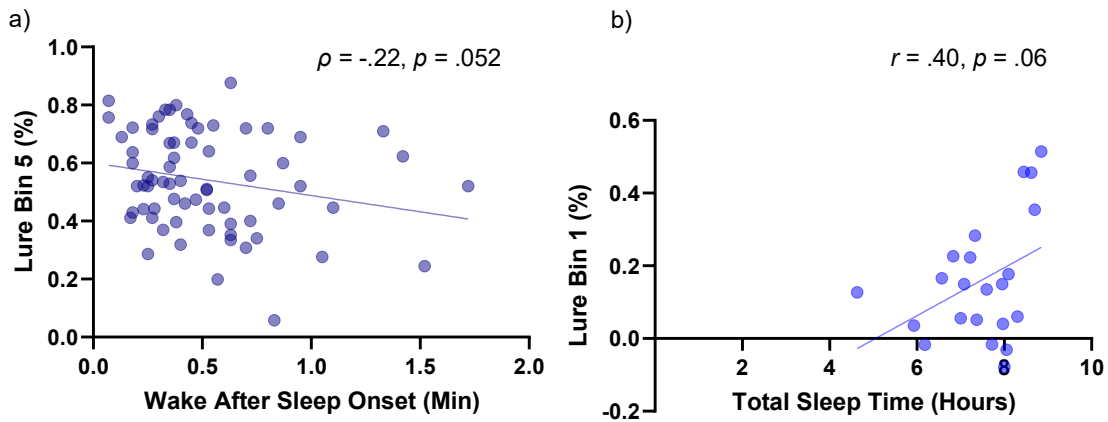 a)
ρ = -.22, p = .052
Lure Bin 5 (%)
1.0
0.8
0.6
0.4
0.2
0.0
0.0 0.5 1.0 1.5 2.0
Wake After Sleep Onset (Min)
b)
r = .40, p = .06
Lure Bin 1 (%)
0.6
0.4
0.2
0.0
-0.2
2 4 6 8 10
Total Sleep Time (Hours)